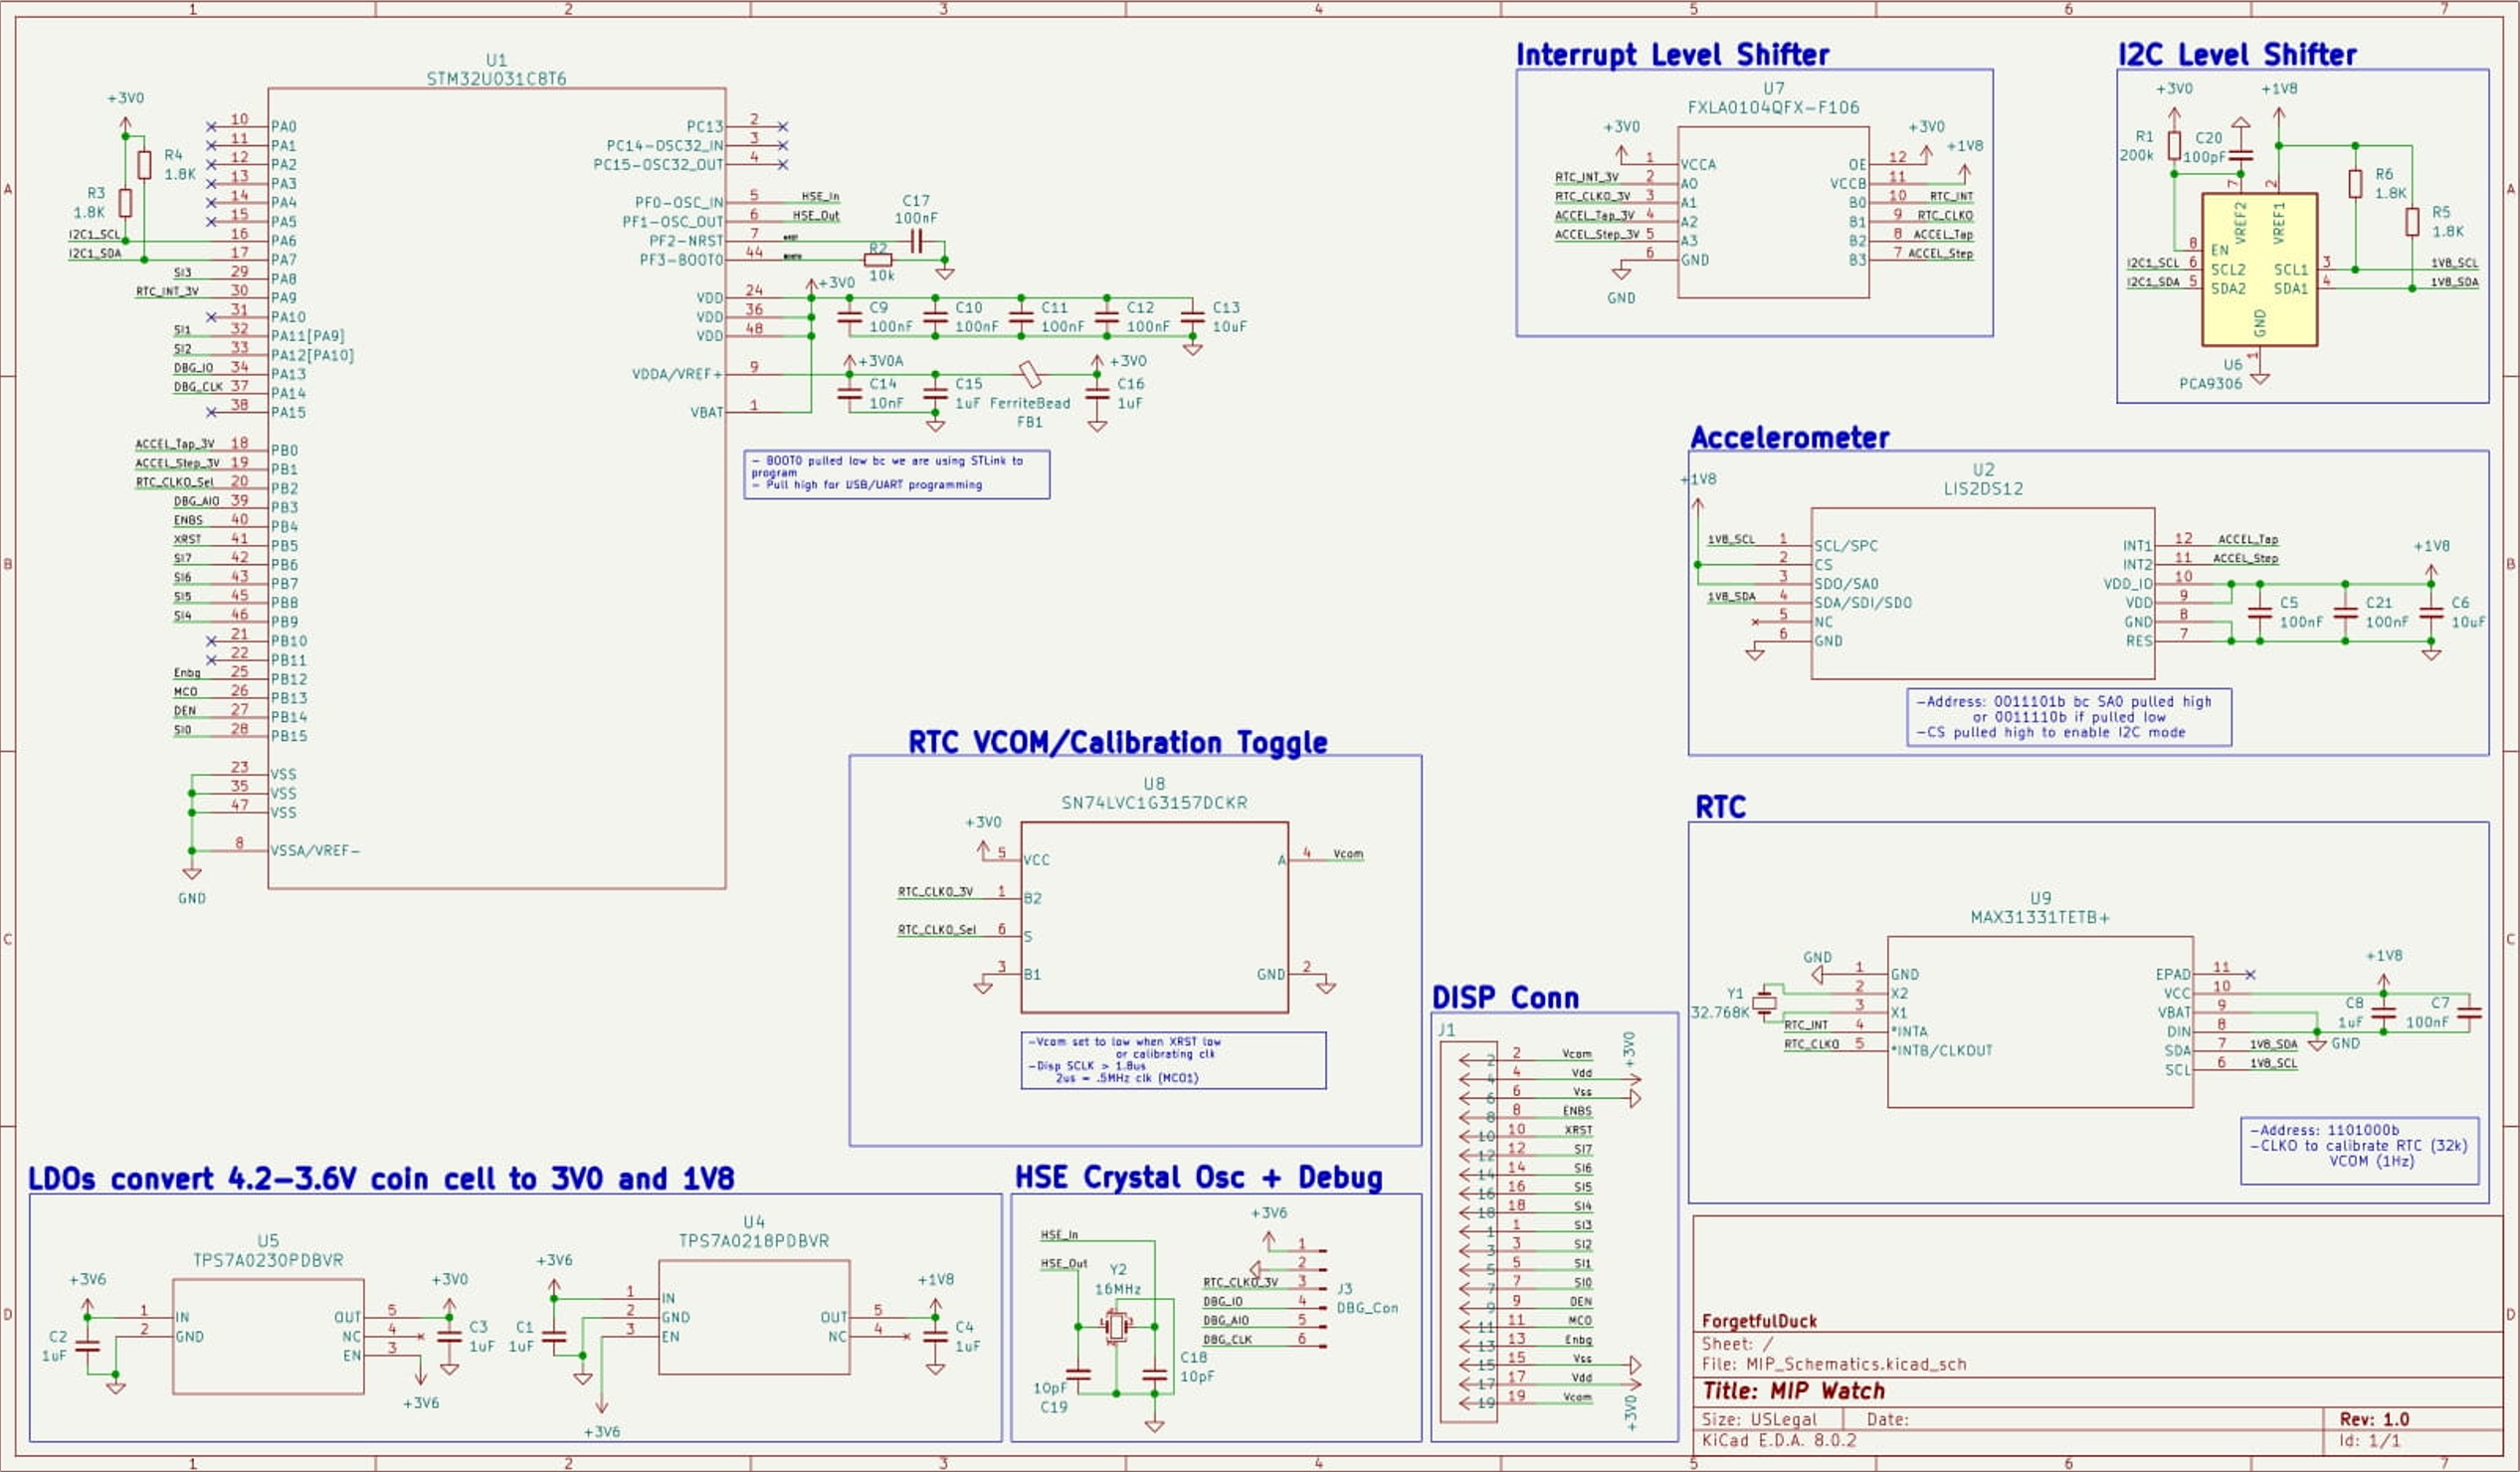 1 2 3 4 5 6 7
A
B
C
D
U1
STM32U031C8T6
+3V0
R4
1.8K
R3
1.8K
I2C1_SCL
I2C1_SDA
10 PA0
11 PA1
12 PA2
13 PA3
14 PA4
15 PA5
16 PA6
17 PA7
SI3 29 PA8
RTC_INT_3V 30 PA9
31 PA10
SI1 32 PA11[PA9]
SI2 33 PA12[PA10]
DBG_IO 34 PA13
DBG_CLK 37 PA14
38 PA15
ACCEL_Tap_3V 18 PB0
ACCEL_Step_3V 19 PB1
RTC_CLKO_Sel 20 PB2
DBG_AIO 39 PB3
ENBS 40 PB4
XRST 41 PB5
SI7 42 PB6
SI6 43 PB7
SI5 45 PB8
SI4 46 PB9
21 PB10
22 PB11
Enbg 25 PB12
MCO 26 PB13
DEN 27 PB14
SI0 28 PB15
23 VSS
35 VSS
47 VSS
8 VSSA/VREF-
GND
PC13 2
PC14-OSC32_IN 3
PC15-OSC32_OUT 4
PF0-OSC_IN 5 HSE_In
PF1-OSC_OUT 6 HSE_Out
PF2-NRST 7
PF3-BOOT0 44
C17
100nF
R2
10k
VDD 24
VDD 36
VDD 48
+3V0
C9
100nF
C10
100nF
C11
100nF
C12
100nF
C13
10uF
VDDA/VREF+ 9
+3V0A
C14
10nF
C15
1uF
FerriteBead
FB1
+3V0
C16
1uF
VBAT 1
- BOOT0 pulled low bc we are using STLink to
program
- Pull high for USB/UART programming
Interrupt Level Shifter
U7
FXLA0104QFX-F106
+3V0
+3V0
+1V8
1 VCCA OE 12
RTC_INT_3V 2 A0 VCCB 11
RTC_CLKO_3V 3 A1 B0 10 RTC_INT
ACCEL_Tap_3V 4 A2 B1 9 RTC_CLKO
ACCEL_Step_3V 5 A3 B2 8 ACCEL_Tap
6 GND B3 7 ACCEL_Step
GND
I2C Level Shifter
+3V0
+1V8
R1
200k
C20
100pF
7 VREF2
2 VREF1
R6
1.8K
R5
1.8K
8 EN
I2C1_SCL 6 SCL2 SCL1 3 1V8_SCL
I2C1_SDA 5 SDA2 SDA1 4 1V8_SDA
GND
1
U6
PCA9306
Accelerometer
+1V8
U2
LIS2DS12
1V8_SCL 1 SCL/SPC INT1 12 ACCEL_Tap
2 CS INT2 11 ACCEL_Step
3 SDO/SA0 VDD_IO 10
1V8_SDA 4 SDA/SDI/SDO VDD 9
5 NC GND 8
6 GND RES 7
+1V8
C5
100nF
C21
100nF
C6
10uF
-Address: 0011101b bc SA0 pulled high
or 0011110b if pulled low
-CS pulled high to enable I2C mode
RTC VCOM/Calibration Toggle
U8
SN74LVC1G3157DCKR
+3V0
5 VCC A 4 Vcom
RTC_CLKO_3V 1 B2
RTC_CLKO_Sel 6 S
3 B1 GND 2
-Vcom set to low when XRST low
or calibrating clk
-Disp SCLK > 1.8us
2us = .5MHz clk (MCO1)
RTC
U9
MAX31331TETB+
GND 1 GND EPAD 11
Y1
32.768K
2 X2 VCC 10
3 X1 VBAT 9
RTC_INT 4 *INTA DIN 8
RTC_CLKO 5 *INTB/CLKOUT SDA 7 1V8_SDA
SCL 6 1V8_SCL
+1V8
C8
1uF
C7
100nF
GND
-Address: 1101000b
-CLKO to calibrate RTC (32k)
VCOM (1Hz)
DISP Conn
J1
+3V0
2 2 Vcom
4 4 Vdd
6 6 Vss
8 8 ENBS
10 10 XRST
12 12 SI7
14 14 SI6
16 16 SI5
18 18 SI4
1 1 SI3
3 3 SI2
5 5 SI1
7 7 SI0
9 9 DEN
11 11 MCO
13 13 Enbg
15 15 Vss
17 17 Vdd
19 19 Vcom
+3V0
LDOs convert 4.2-3.6V coin cell to 3V0 and 1V8
U5
TPS7A0230PDBVR
+3V6
+3V0
1 IN OUT 5
2 GND NC 4
EN 3
C2
1uF
C3
1uF
+3V6
U4
TPS7A0218PDBVR
+3V6
+1V8
1 IN
2 GND OUT 5
3 EN NC 4
C1
1uF
C4
1uF
+3V6
HSE Crystal Osc + Debug
HSE_In
HSE_Out
Y2
16MHz
C18
10pF
10pF
C19
+3V6
1
2
RTC_CLKO_3V 3
DBG_IO 4
DBG_AIO 5
DBG_CLK 6
J3
DBG_Con
ForgetfulDuck
Sheet: /
File: MIP_Schematics.kicad_sch
Title: MIP Watch
Size: USLegal Date: Rev: 1.0
KiCad E.D.A. 8.0.2 Id: 1/1
1 2 3 4 5 6 7